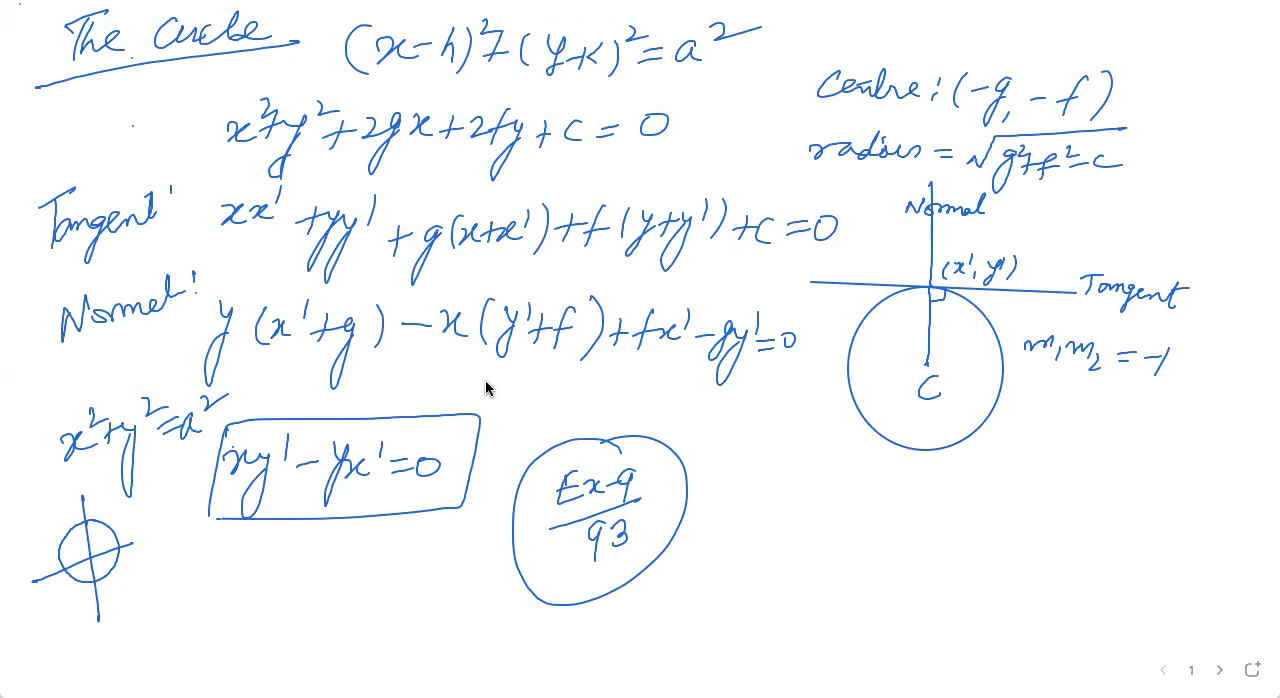 The Circle (x-h)²+(y-k)²=a²
x²+y²+2gx+2fy+c=0
Centre: (-g, -f)
radius = √g²+f²-c
Tangent: xx'+yy'+g(x+x')+f(y+y')+c=0
Normal: y(x'+g)-x(y'+f)+fx'-gy'=0
Normal
(x', y')
Tangent
C
m₁m₂ = -1
x²+y²=a²
xy'-yx'=0
Ex-9
93
1